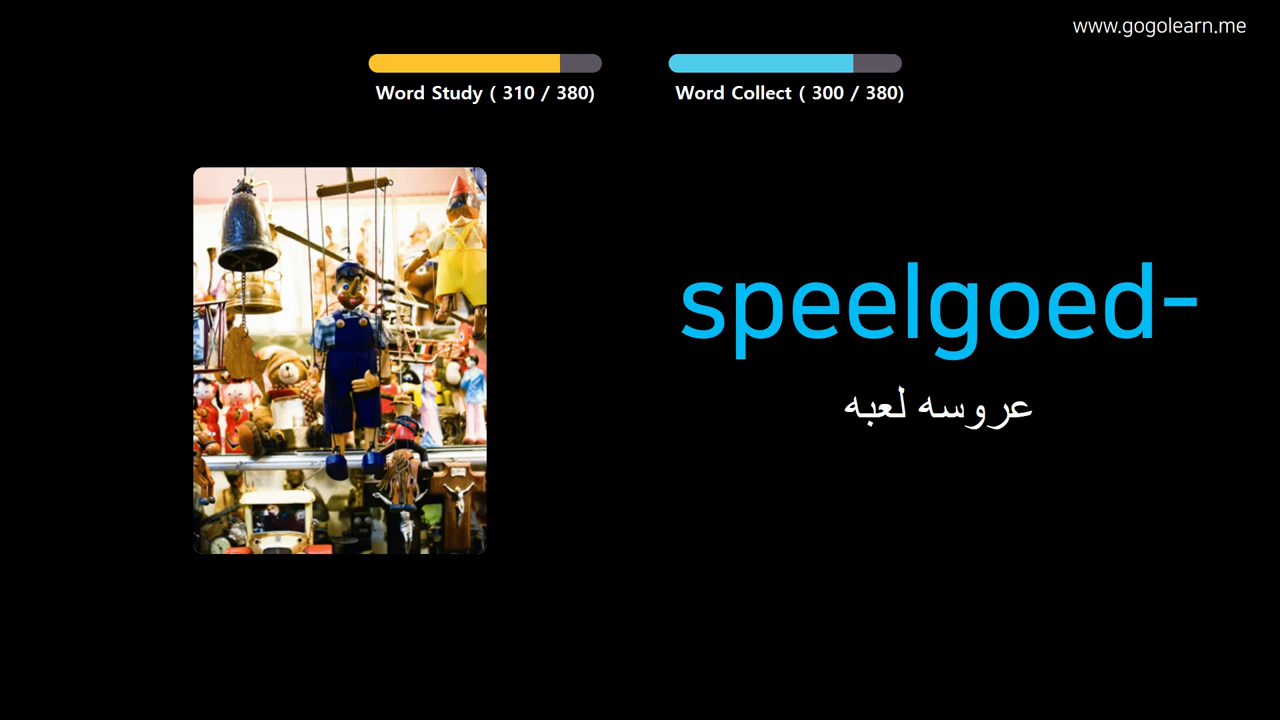 www.gogolearn.me
Word Study ( 310 / 380)
Word Collect ( 300 / 380)
speelgoed-
عروسه لعبه